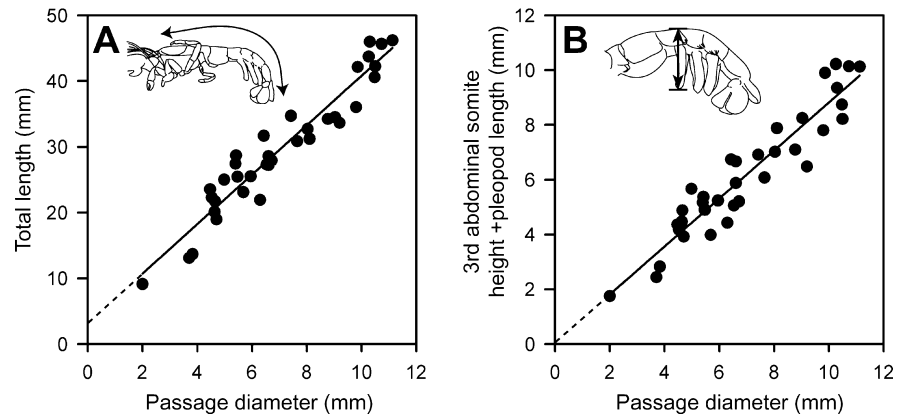 A
50
40
30
20
10
0
Total length (mm)
0 2 4 6 8 10 12
Passage diameter (mm)
B
12
10
8
6
4
2
0
3rd abdominal somite
height +pleopod length (mm)
0 2 4 6 8 10 12
Passage diameter (mm)